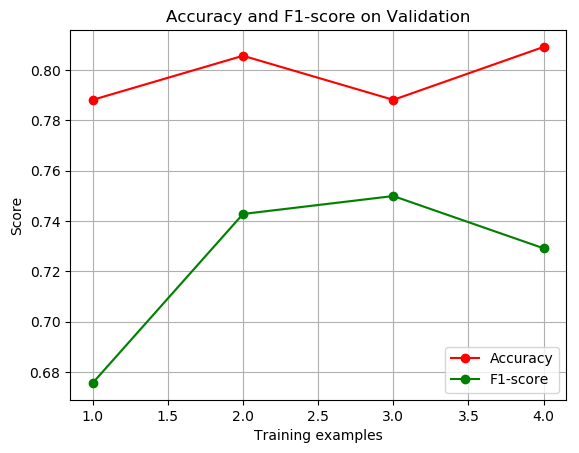 Accuracy and F1-score on Validation
Score
0.80
0.78
0.76
0.74
0.72
0.70
0.68
Accuracy
F1-score
1.0 1.5 2.0 2.5 3.0 3.5 4.0
Training examples